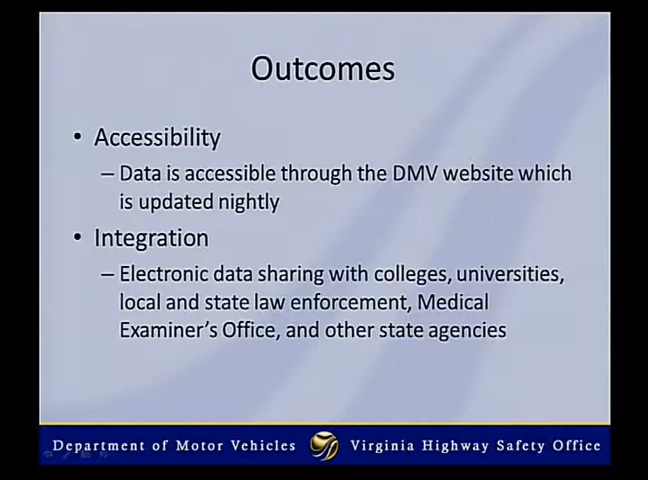 Outcomes
• Accessibility
– Data is accessible through the DMV website which
is updated nightly
• Integration
– Electronic data sharing with colleges, universities,
local and state law enforcement, Medical
Examiner's Office, and other state agencies
Department of Motor Vehicles Virginia Highway Safety Office